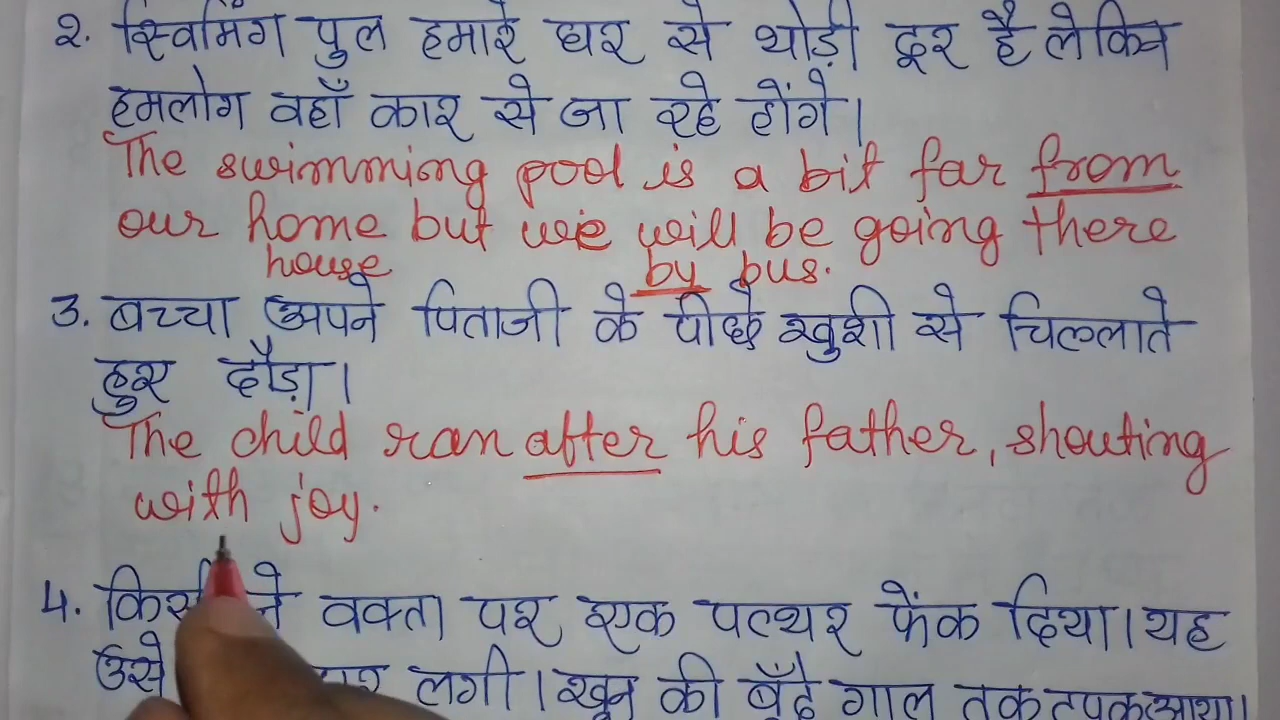 २. स्विमिंग पुल हमारे घर से थोड़ी दूर है लेकिन
हमलोग वहाँ कार से जा रहे होंगे।
The swimming pool is a bit far from
our home but we will be going there
house by bus.
3. बच्चा अपने पिताजी के पीछे खुशी से चिल्लाते
हुए दौड़ा।
The child ran after his father, shouting
with joy.
4. ने वक्ता पर एक पत्थर फेंक दिया। यह
उसे लगी। खून की बूँदे गाल तक टपक आया।